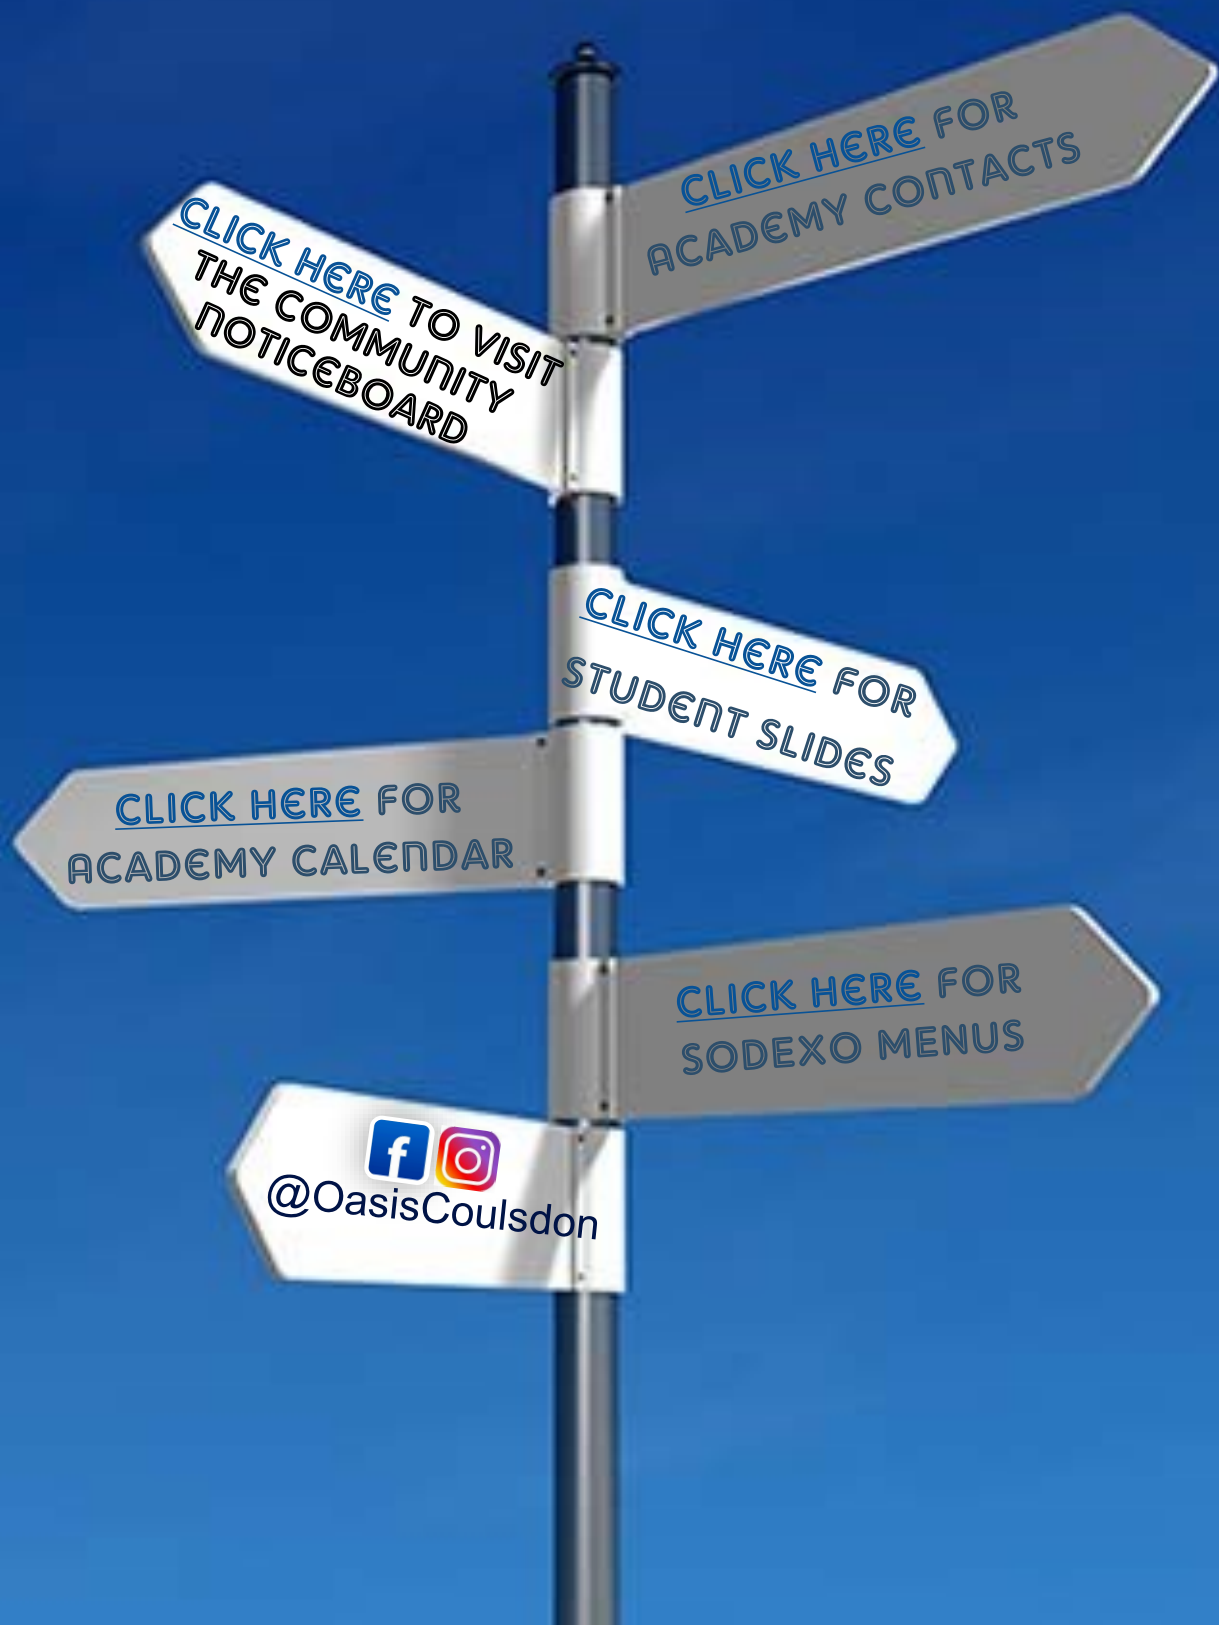 CLICK HERE FOR
ACADEMY CONTACTS
CLICK HERE TO VISIT
THE COMMUNITY
NOTICEBOARD
CLICK HERE FOR
STUDENT SLIDES
CLICK HERE FOR
ACADEMY CALENDAR
CLICK HERE FOR
SODEXO MENUS
f
@OasisCoulsdon